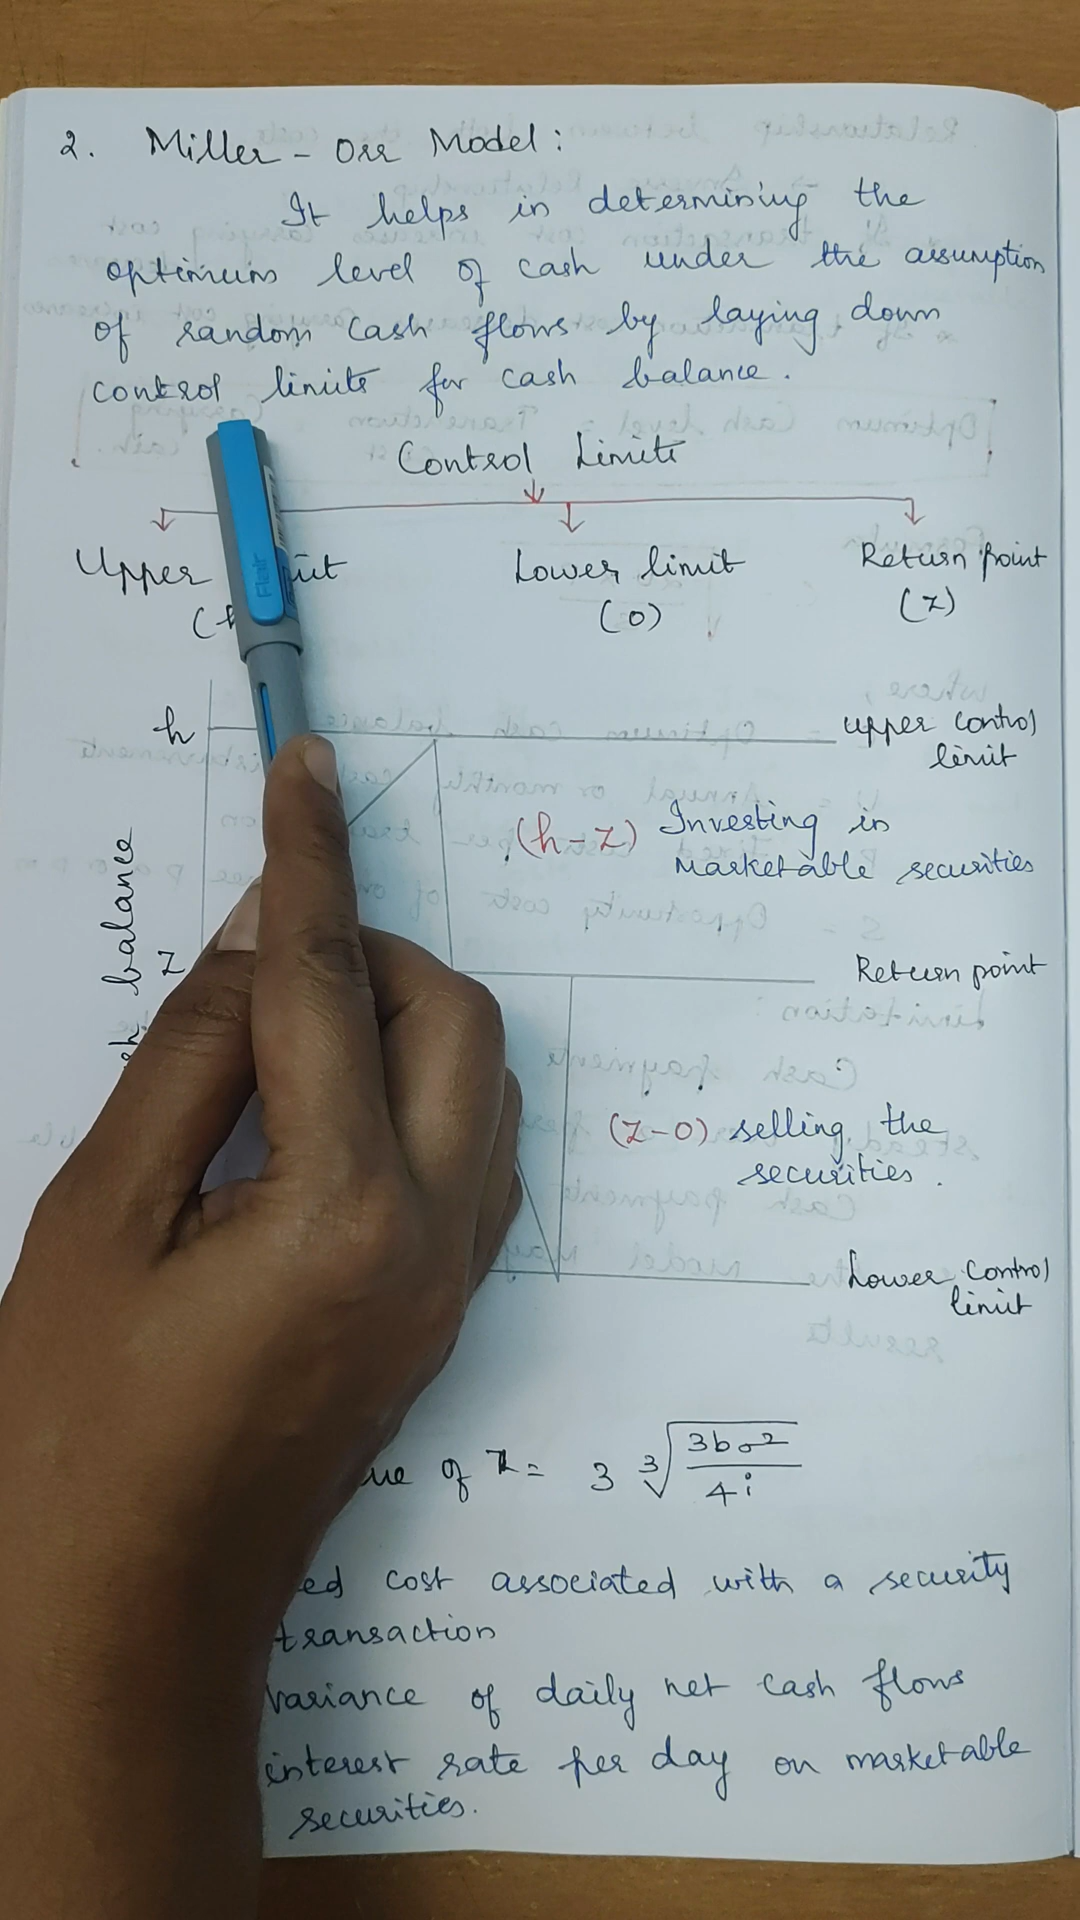 2. Miller - Orr Model :
It helps in determining the
optimum level of cash under the assumption
of random cash flows by laying down
control limits for cash balance.
Control Limits
Upper
Lower limit
Return point
(0)
(z)
Flair
h
upper control
limit
(h-z) Investing in
marketable securities
balance
z
Return point
(z-0) selling the
securities.
Lower control
limit
of z = 3 ∛(3bσ²/4i)
cost associated with a security
transaction
variance of daily net cash flows
interest rate per day on marketable
securities.